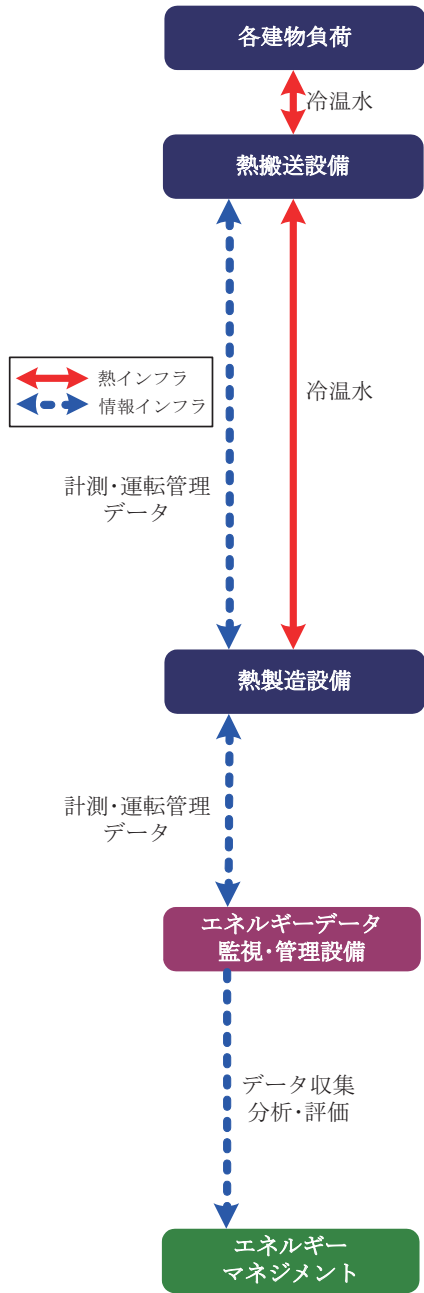 各建物負荷
冷温水
熱搬送設備
熱インフラ
情報インフラ
冷温水
計測・運転管理
データ
熱製造設備
計測・運転管理
データ
エネルギーデータ
監視・管理設備
データ収集
分析・評価
エネルギー
マネジメント